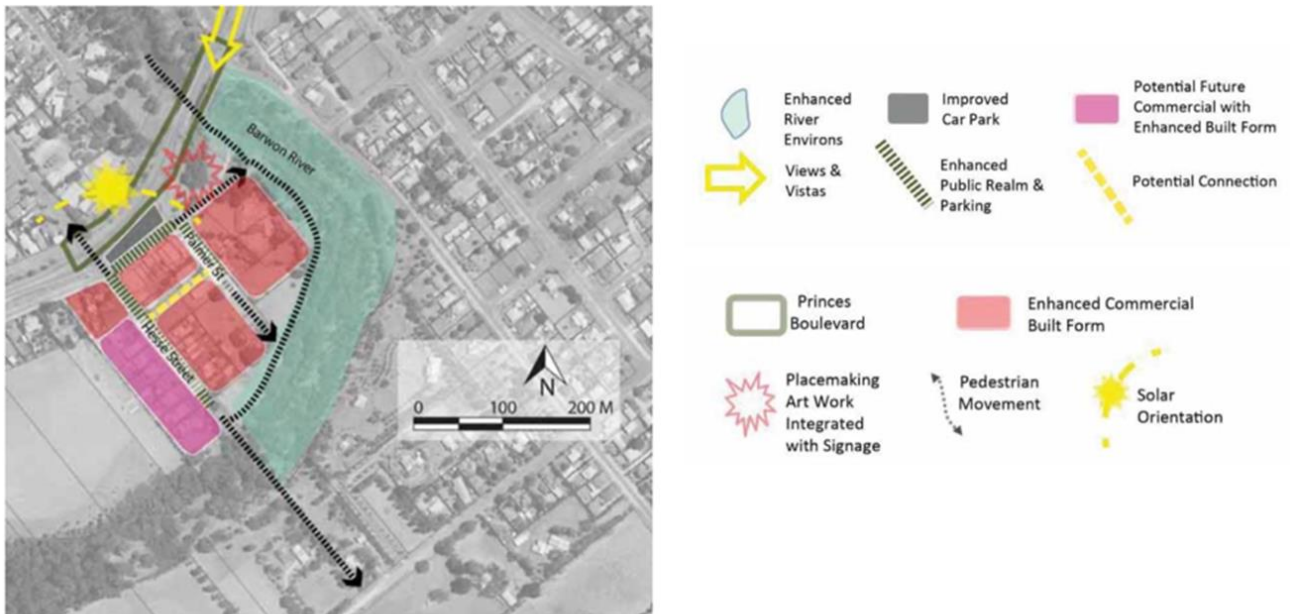 Barwon River
Palmer St
Hesse Street
N
0 100 200 M
Enhanced
River
Environs
Improved
Car Park
Potential Future
Commercial with
Enhanced Built Form
Views &
Vistas
Enhanced
Public Realm &
Parking
Potential Connection
Princes
Boulevard
Enhanced Commercial
Built Form
Placemaking
Art Work
Integrated
with Signage
Pedestrian
Movement
Solar
Orientation